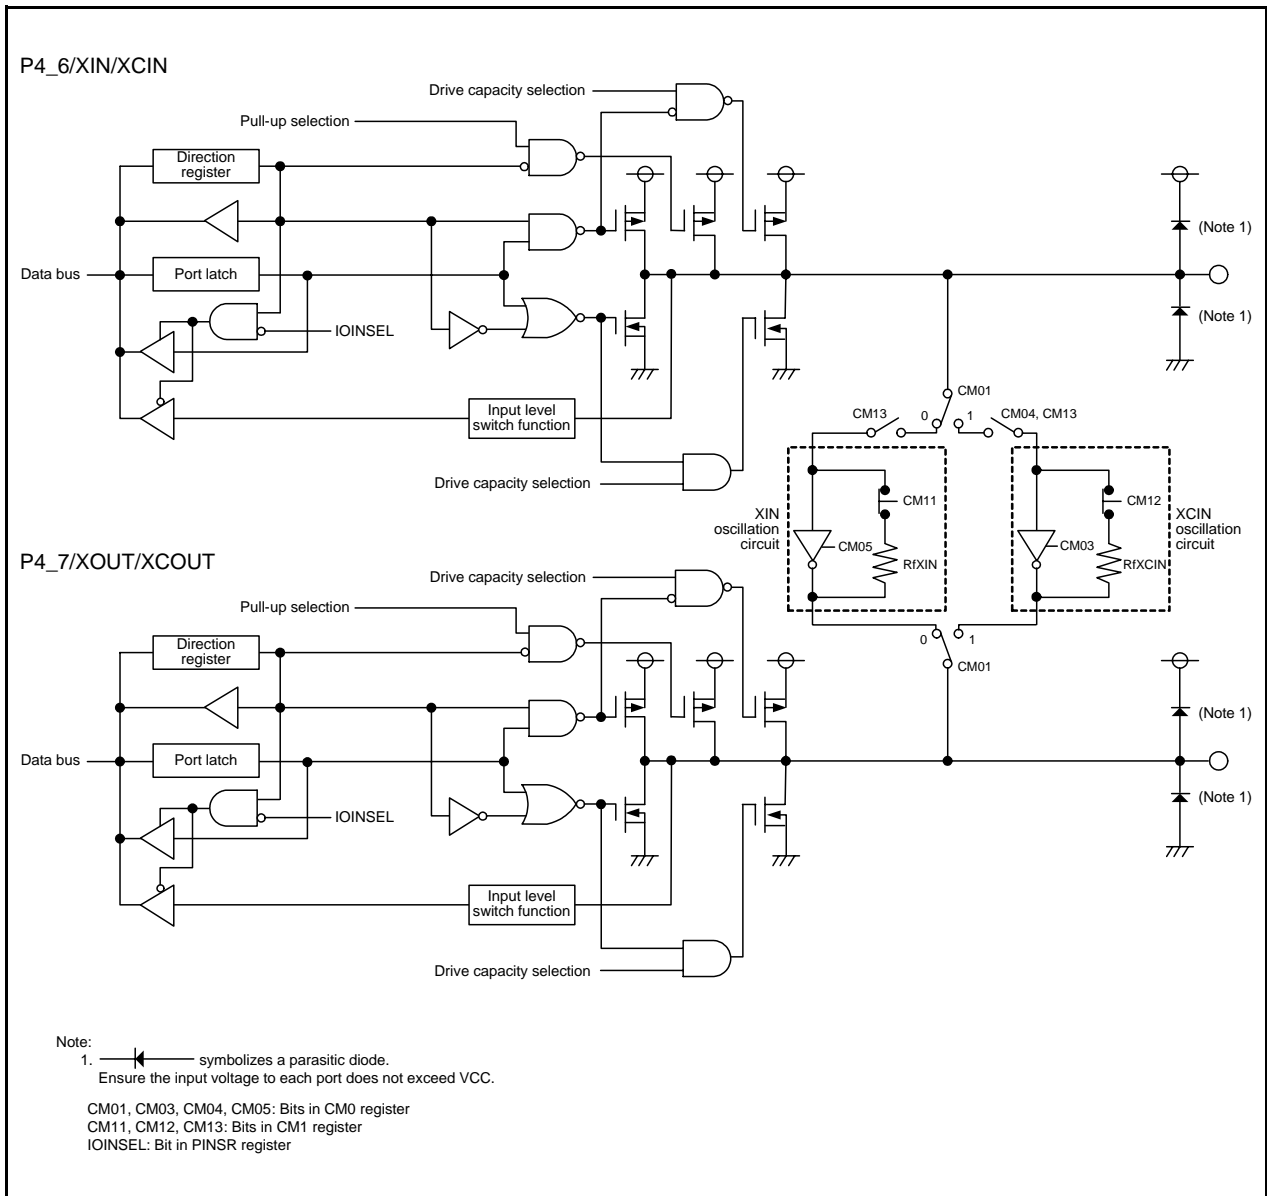 P4_6/XIN/XCIN
Drive capacity selection
Pull-up selection
Direction
register
(Note 1)
Data bus
Port latch
(Note 1)
IOINSEL
CM01
CM13
0
1
CM04, CM13
Input level
switch function
Drive capacity selection
XIN
oscillation
circuit
CM11
CM05
RfXIN
CM12
CM03
RfXCIN
XCIN
oscillation
circuit
P4_7/XOUT/XCOUT
Drive capacity selection
Pull-up selection
0
1
CM01
Direction
register
(Note 1)
Data bus
Port latch
(Note 1)
IOINSEL
Input level
switch function
Drive capacity selection
Note:
1. symbolizes a parasitic diode.
Ensure the input voltage to each port does not exceed VCC.
CM01, CM03, CM04, CM05: Bits in CM0 register
CM11, CM12, CM13: Bits in CM1 register
IOINSEL: Bit in PINSR register